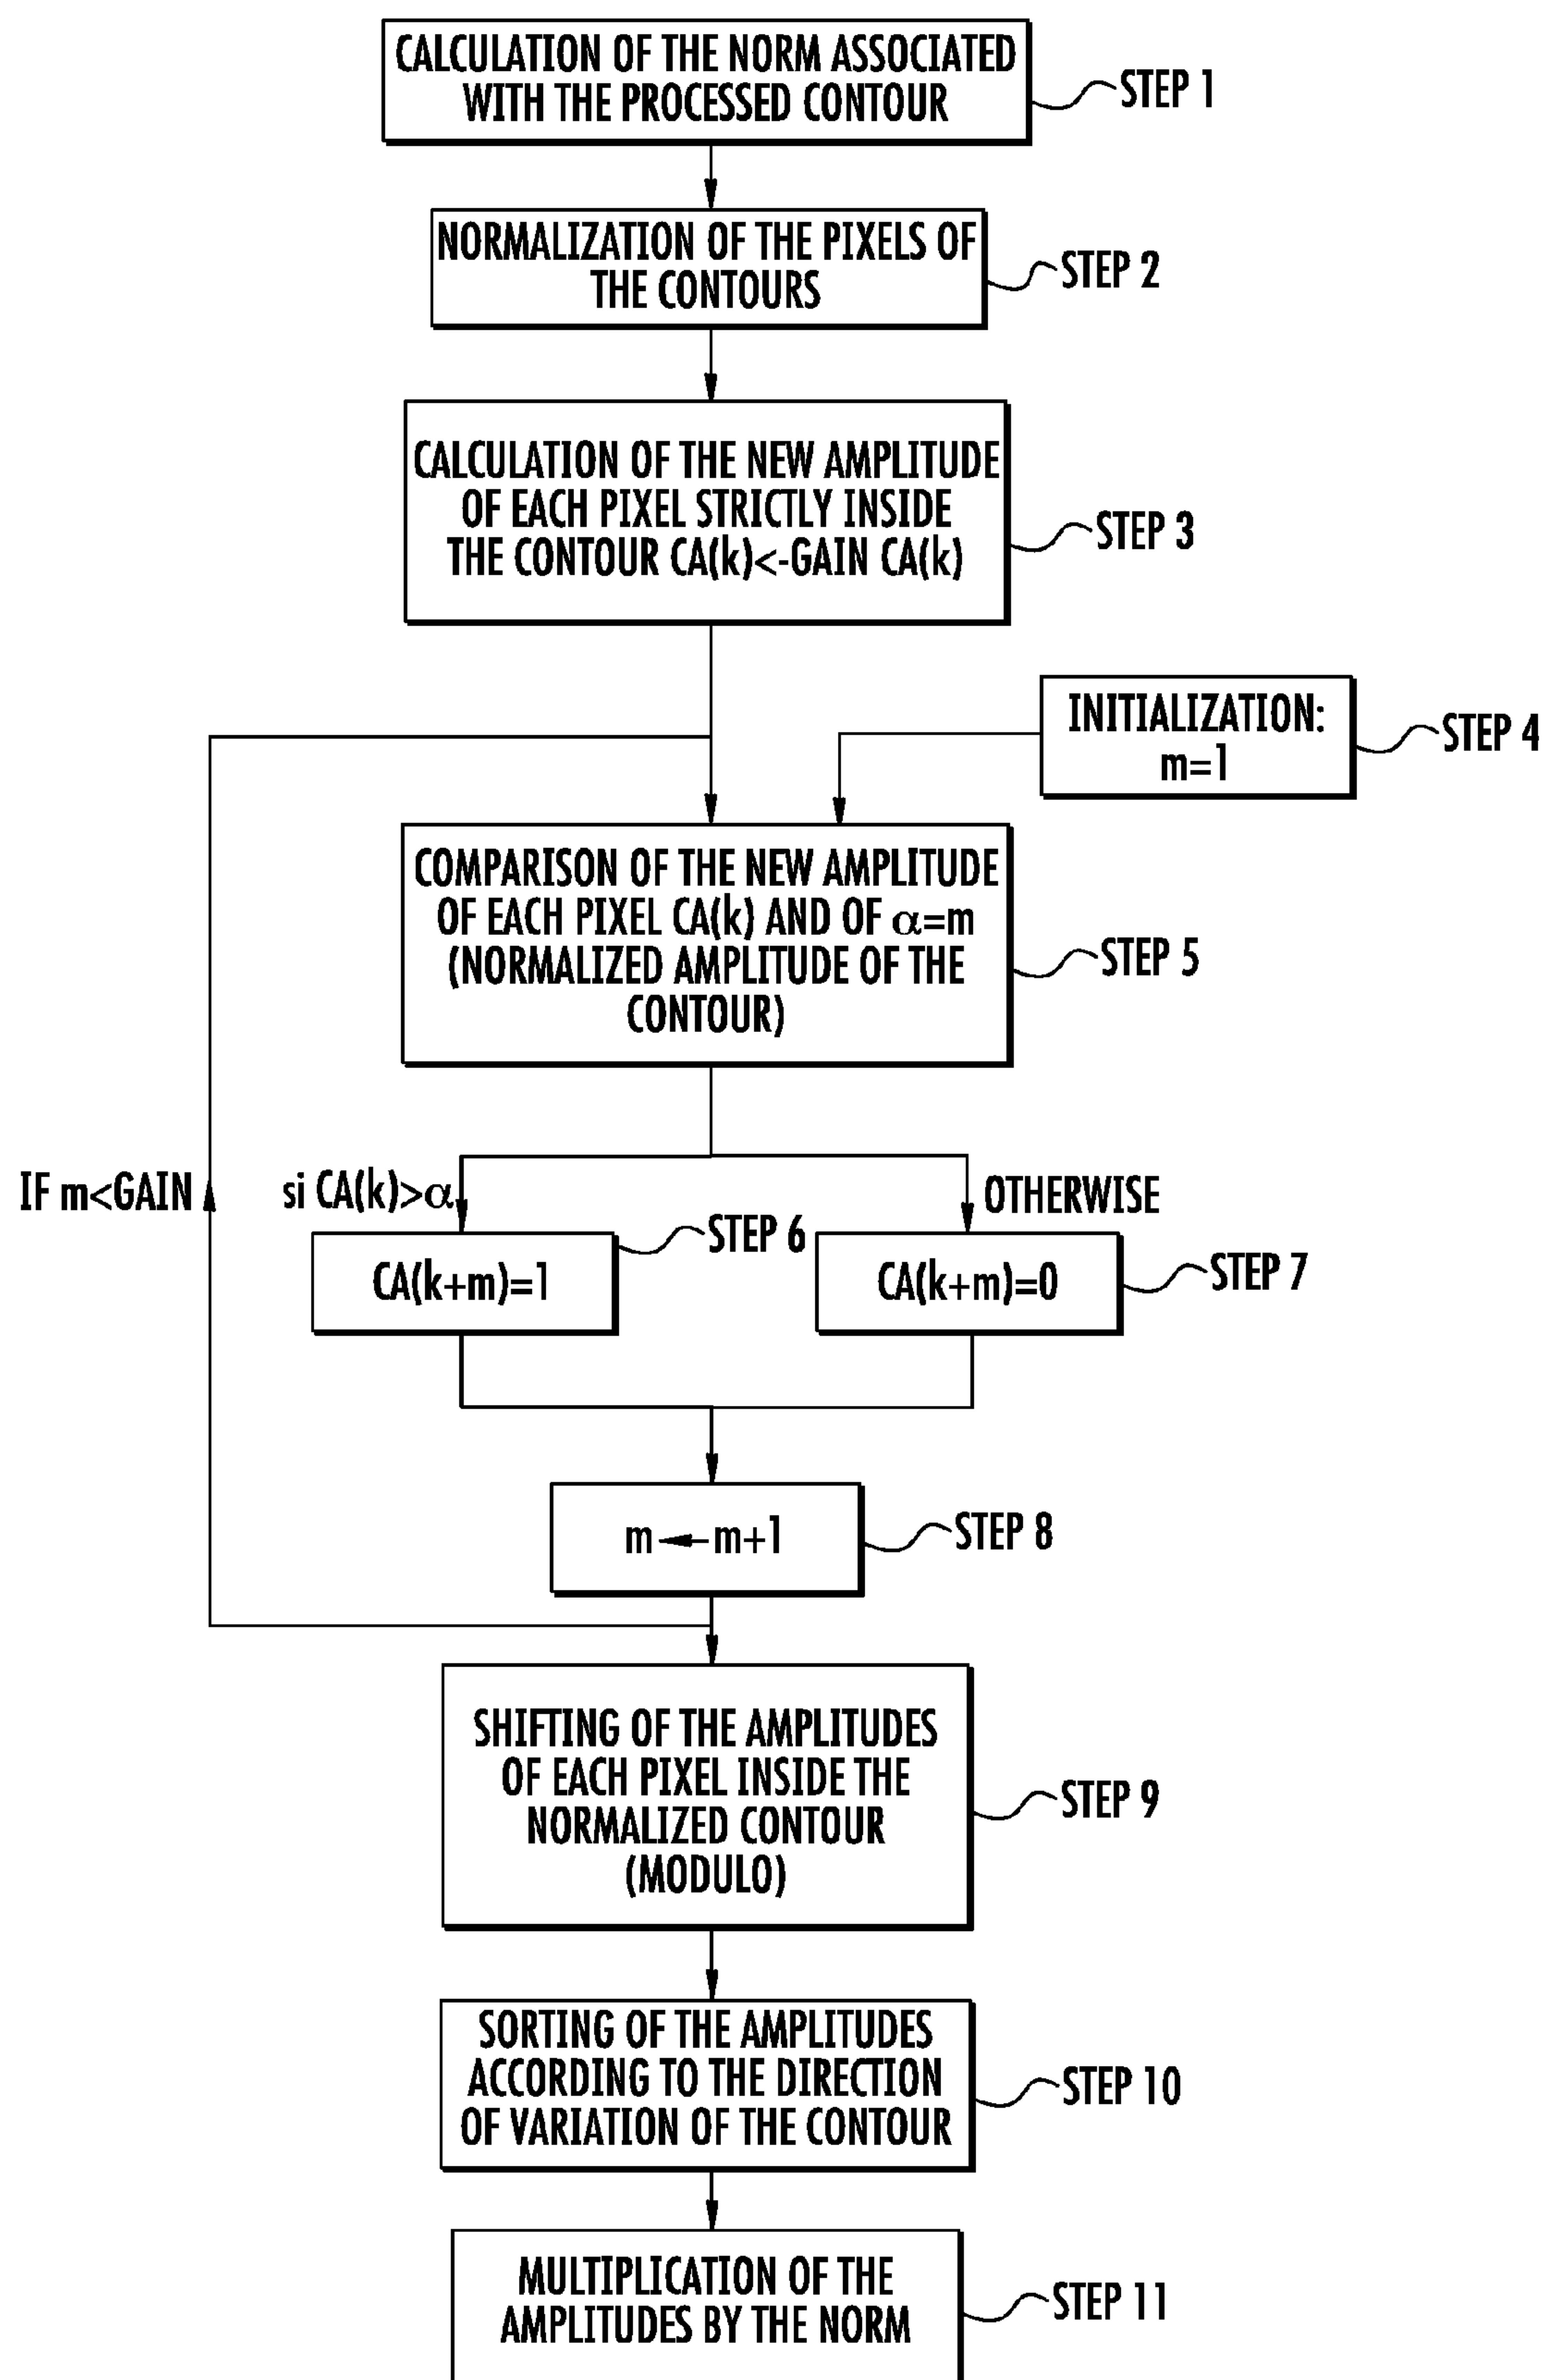 CALCULATION OF THE NORM ASSOCIATED
WITH THE PROCESSED CONTOUR
STEP 1
NORMALIZATION OF THE PIXELS OF
THE CONTOURS
STEP 2
CALCULATION OF THE NEW AMPLITUDE
OF EACH PIXEL STRICTLY INSIDE
THE CONTOUR CA(k)<-GAIN CA(k)
STEP 3
INITIALIZATION:
m=1
STEP 4
COMPARISON OF THE NEW AMPLITUDE
OF EACH PIXEL CA(k) AND OF α=m
(NORMALIZED AMPLITUDE OF THE
CONTOUR)
STEP 5
IF m<GAIN
si CA(k)>α
OTHERWISE
CA(k+m)=1
STEP 6
CA(k+m)=0
STEP 7
m←m+1
STEP 8
SHIFTING OF THE AMPLITUDES
OF EACH PIXEL INSIDE THE
NORMALIZED CONTOUR
(MODULO)
STEP 9
SORTING OF THE AMPLITUDES
ACCORDING TO THE DIRECTION
OF VARIATION OF THE CONTOUR
STEP 10
MULTIPLICATION OF THE
AMPLITUDES BY THE NORM
STEP 11